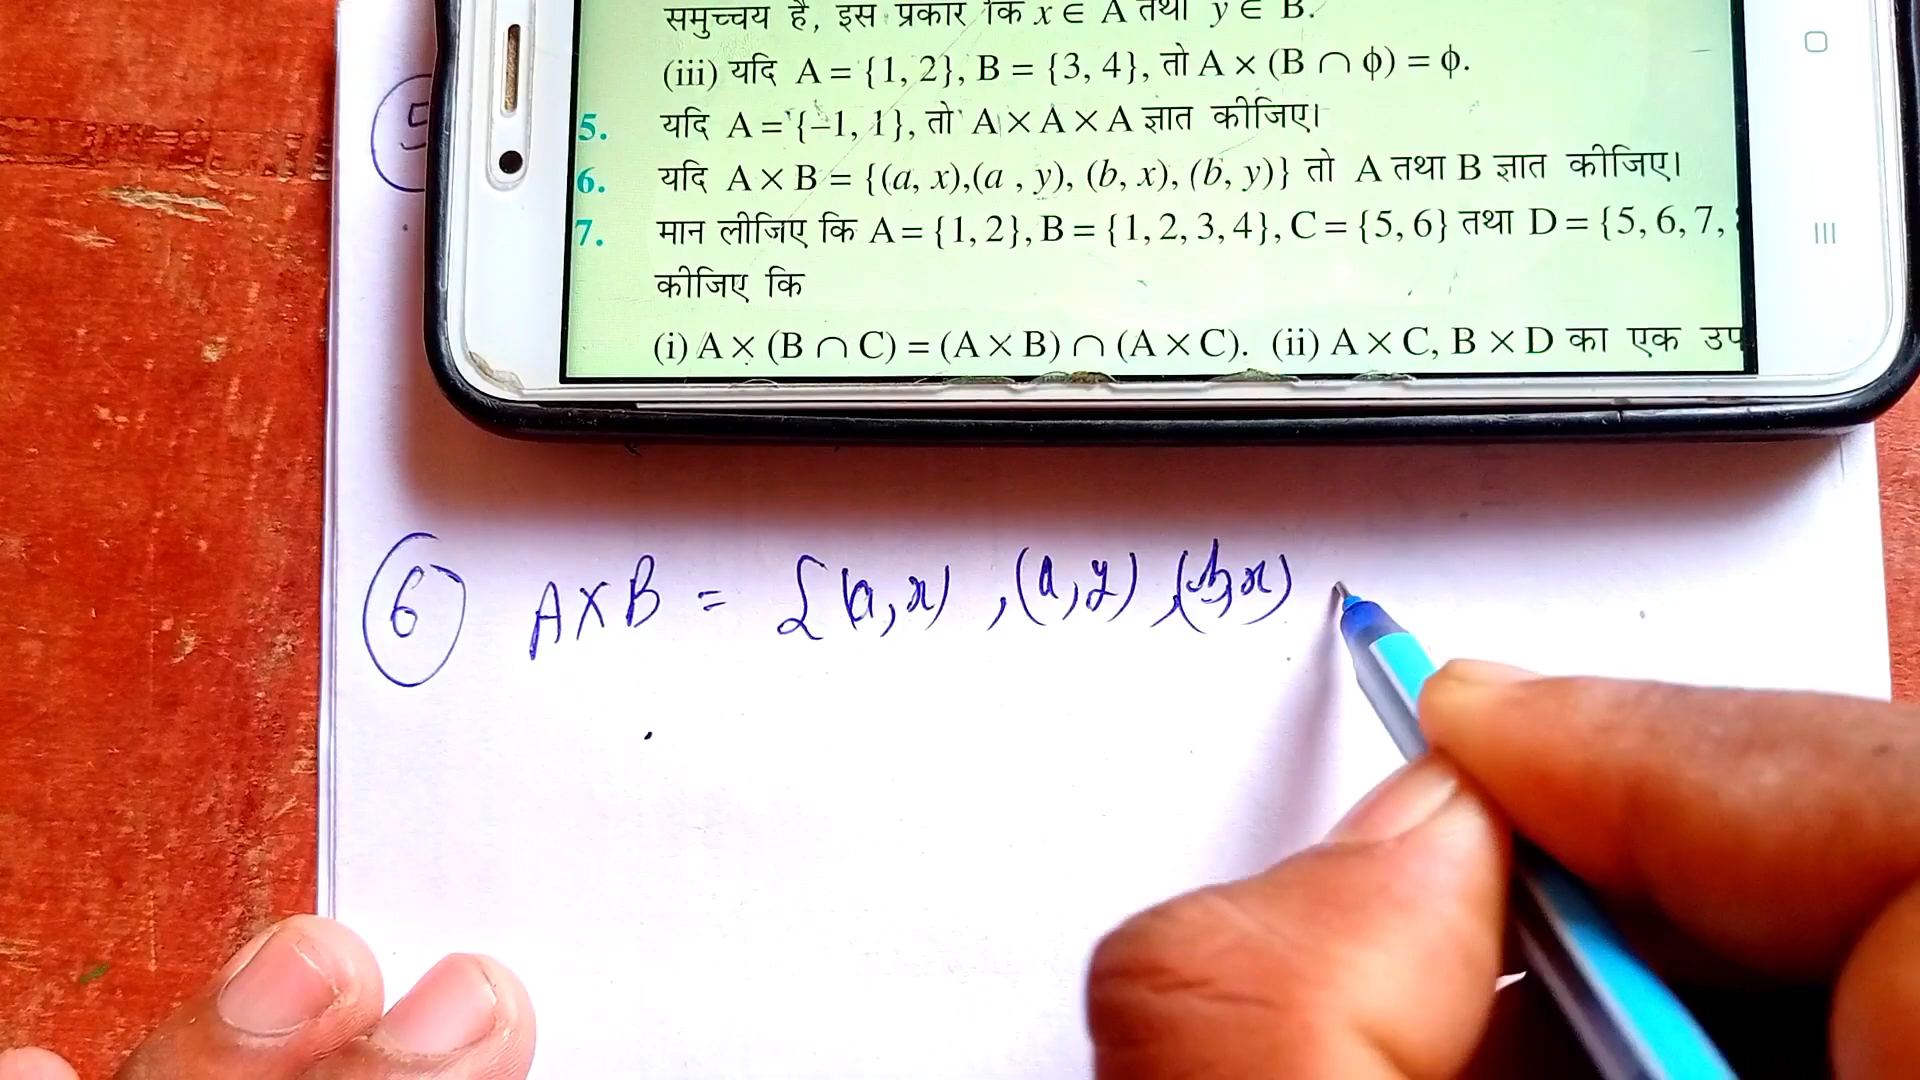 समुच्चय है, इस प्रकार कि x ∈ A तथा y ∈ B.
(iii) यदि A = {1, 2}, B = {3, 4}, तो A × (B ∩ ϕ) = ϕ.
5. यदि A = {–1, 1}, तो A × A × A ज्ञात कीजिए।
6. यदि A × B = {(a, x),(a , y), (b, x), (b, y)} तो A तथा B ज्ञात कीजिए।
7. मान लीजिए कि A = {1, 2}, B = {1, 2, 3, 4}, C = {5, 6} तथा D = {5, 6, 7,
कीजिए कि
(i) A × (B ∩ C) = (A × B) ∩ (A × C). (ii) A × C, B × D का एक
5
6 A×B = {(a,x) ,(a,y) ,(b,x)